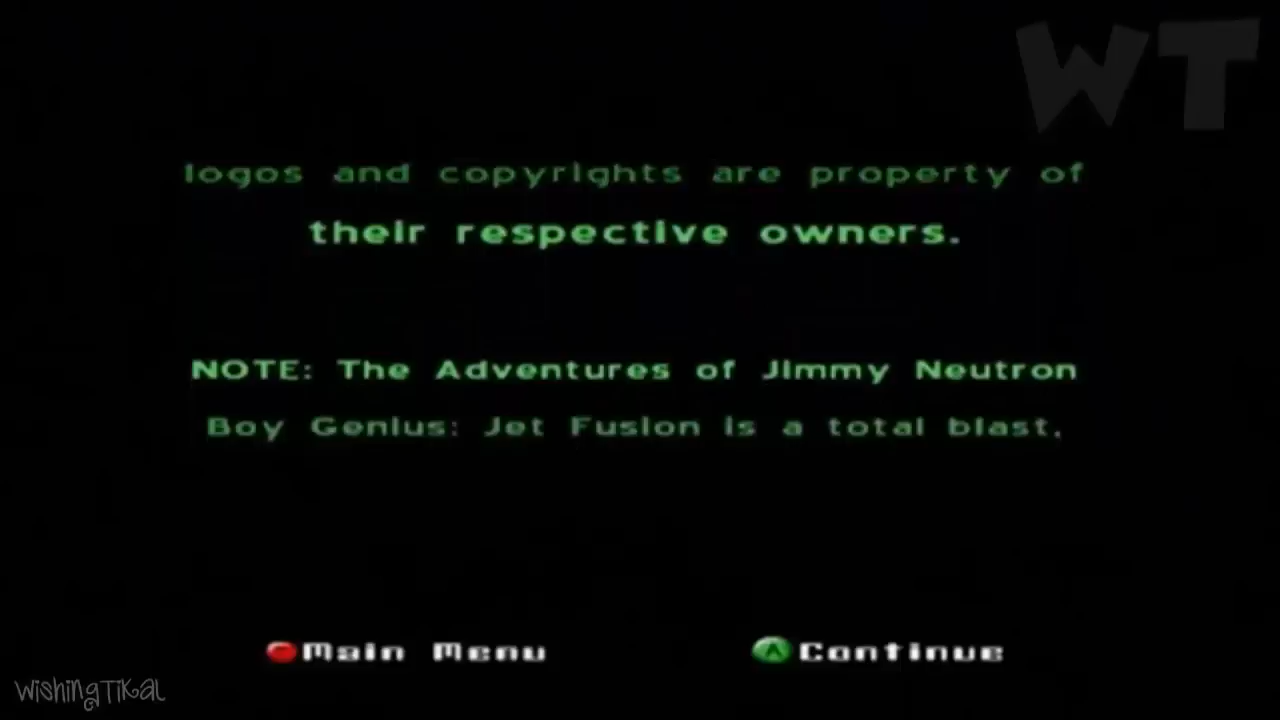 WT
logos and copyrights are property of
their respective owners.
NOTE: The Adventures of Jimmy Neutron
Boy Genius: Jet Fusion is a total blast.
Main Menu
A Continue
WishingTikal